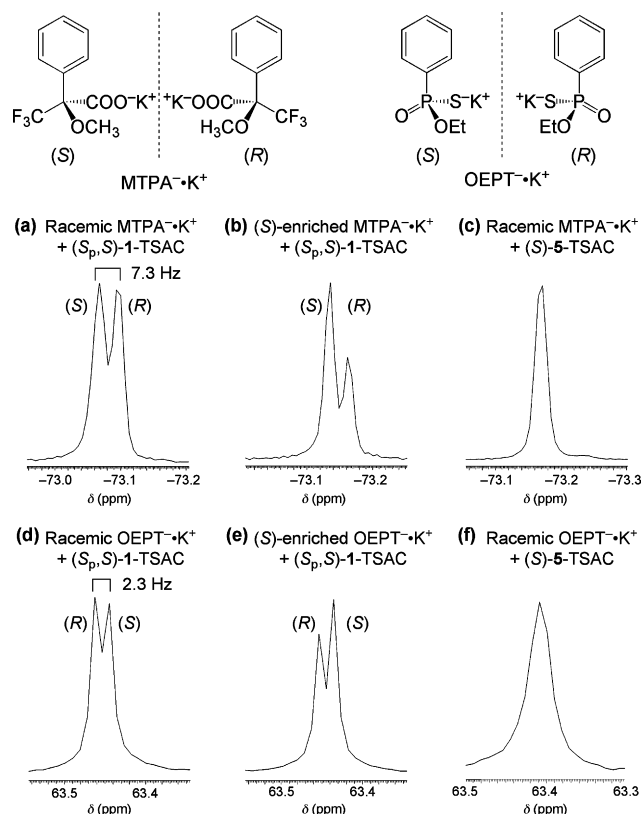 F₃C COO⁻K⁺ OCH₃
⁺K⁻OOC H₃CO CF₃
O P S⁻K⁺ OEt
⁺K⁻S P O EtO
(S) (R) (S) (R)
MTPA⁻•K⁺ OEPT⁻•K⁺
(a) Racemic MTPA⁻•K⁺
+ (Sₚ,S)-1-TSAC
7.3 Hz
(S) (R)
−73.0 −73.1 −73.2
δ (ppm)
(b) (S)-enriched MTPA⁻•K⁺
+ (Sₚ,S)-1-TSAC
(S) (R)
−73.1 −73.2
δ (ppm)
(c) Racemic MTPA⁻•K⁺
+ (S)-5-TSAC
−73.1 −73.2 −73.3
δ (ppm)
(d) Racemic OEPT⁻•K⁺
+ (Sₚ,S)-1-TSAC
2.3 Hz
(R) (S)
63.5 63.4
δ (ppm)
(e) (S)-enriched OEPT⁻•K⁺
+ (Sₚ,S)-1-TSAC
(R) (S)
63.5 63.4
δ (ppm)
(f) Racemic OEPT⁻•K⁺
+ (S)-5-TSAC
63.5 63.4 63.3
δ (ppm)